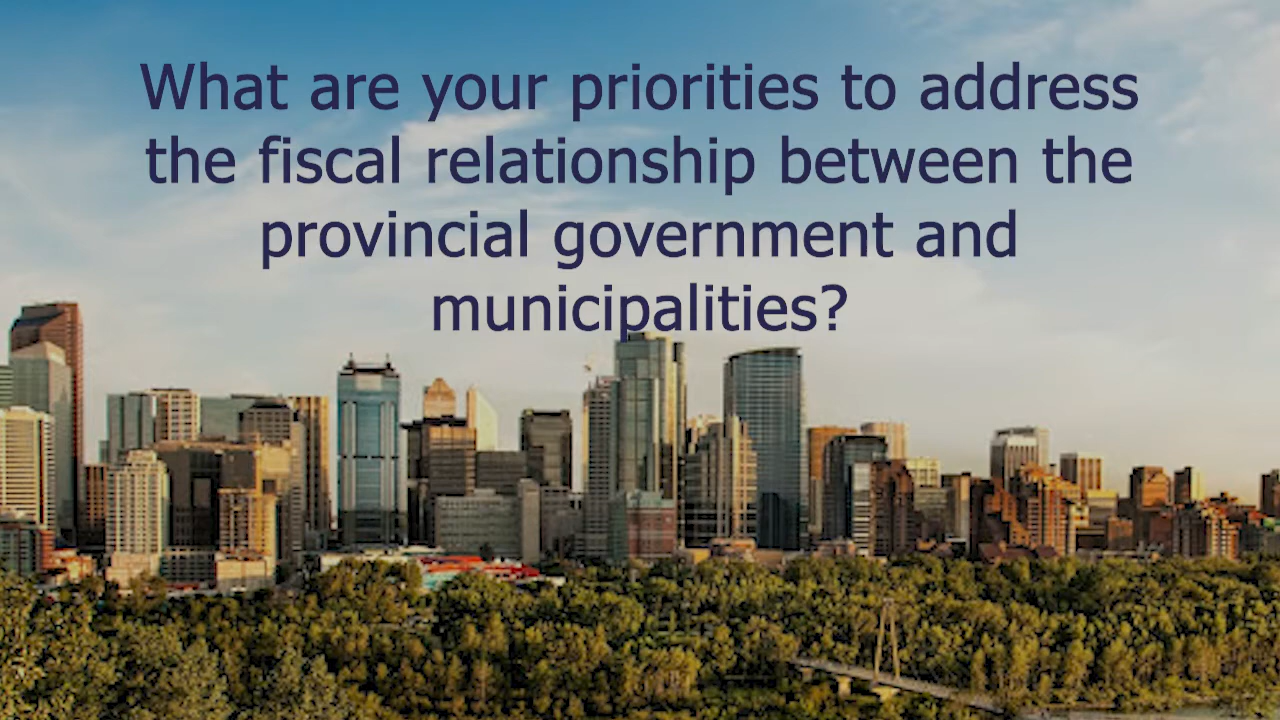 What are your priorities to address
the fiscal relationship between the
provincial government and
municipalities?